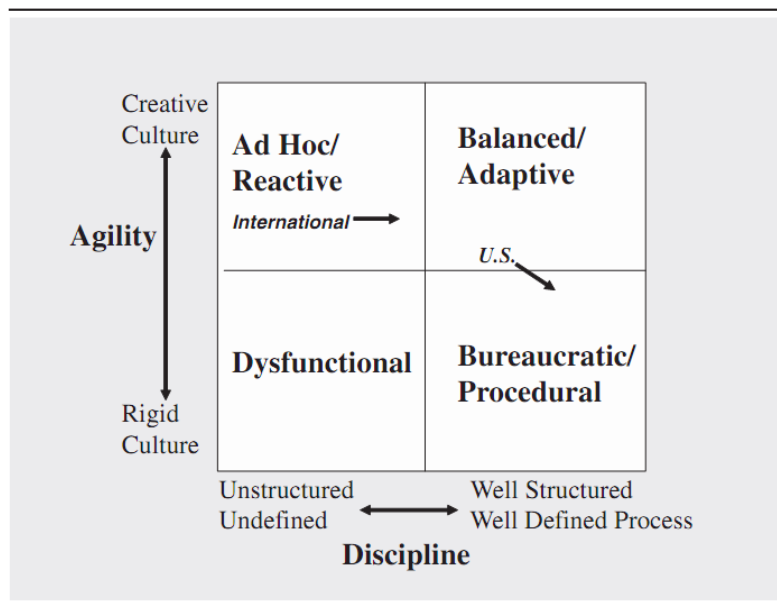 Creative
Culture
Agility
Rigid
Culture
Ad Hoc/
Reactive
International
Balanced/
Adaptive
U.S.
Dysfunctional
Bureaucratic/
Procedural
Unstructured
Undefined
Well Structured
Well Defined Process
Discipline